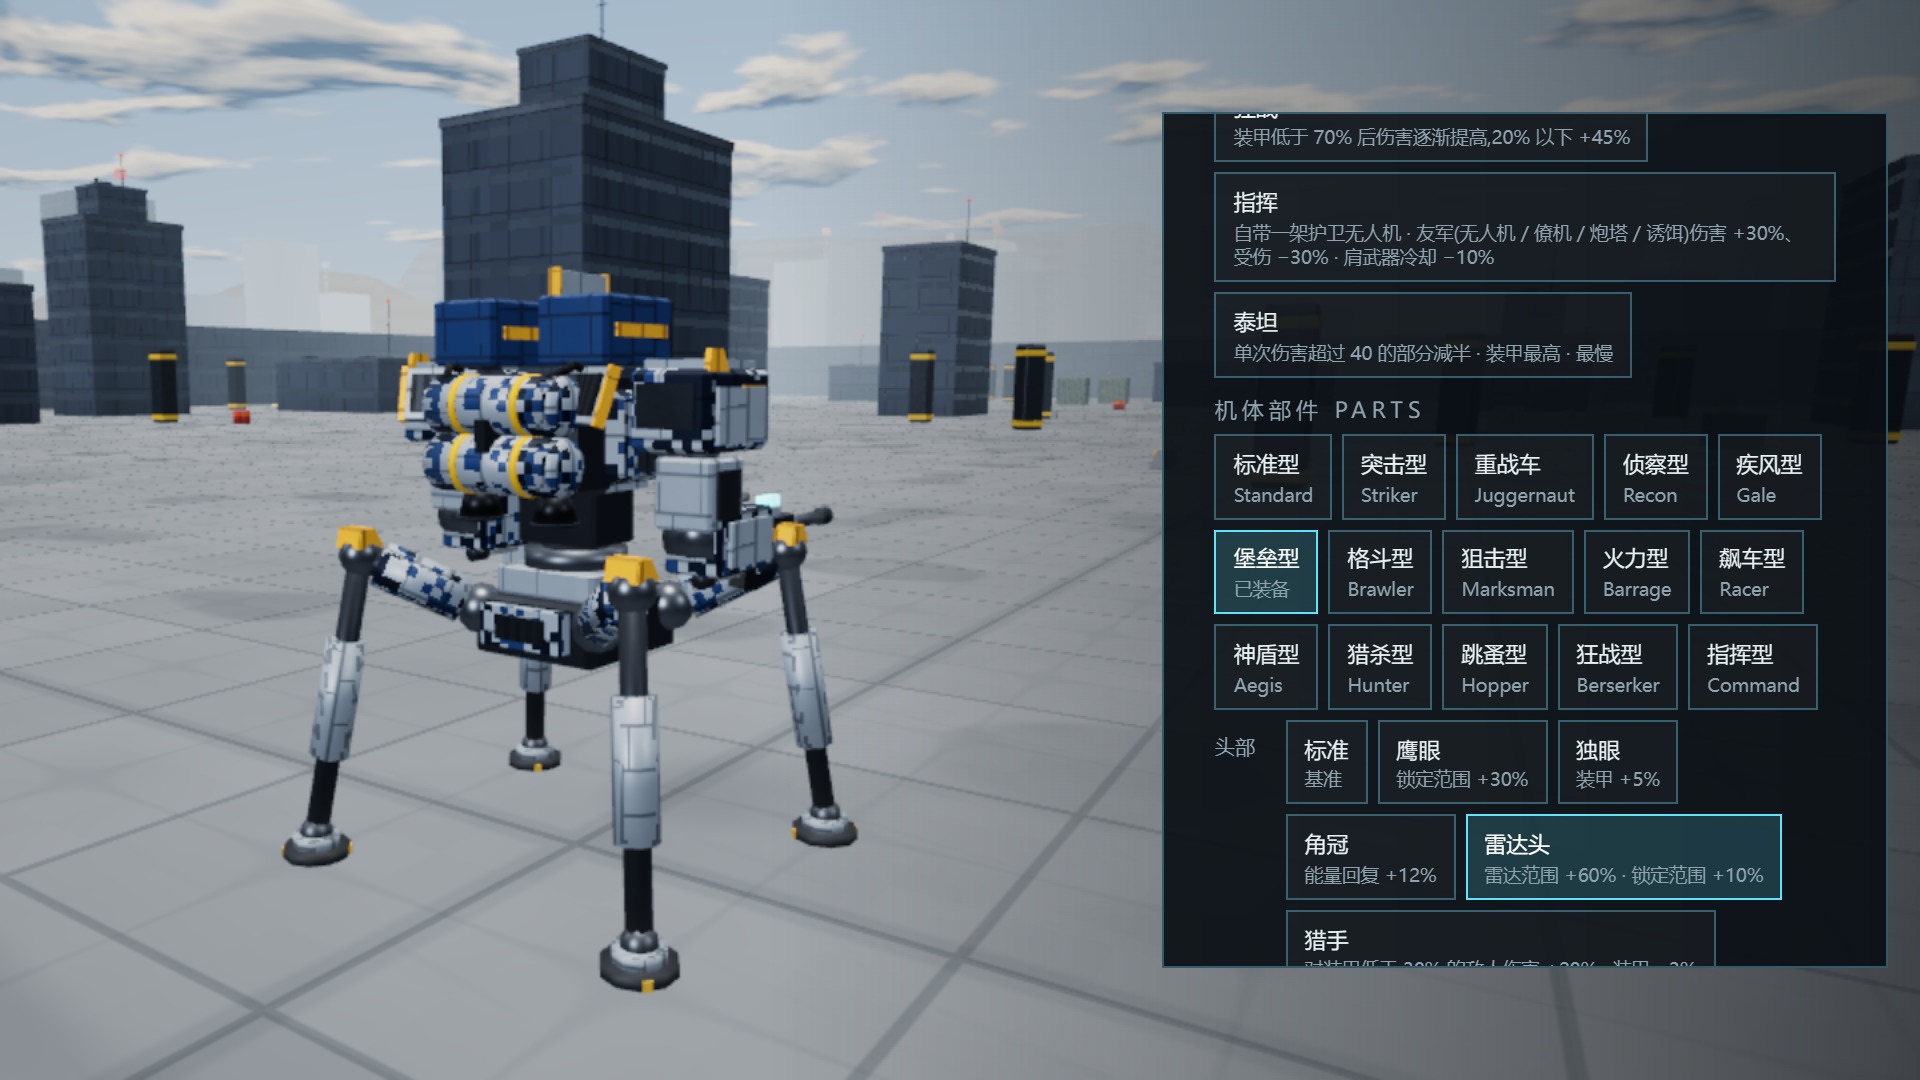 装甲低于 70% 后伤害逐渐提高,20% 以下 +45%
指挥
自带一架护卫无人机 · 友军(无人机 / 僚机 / 炮塔 / 诱饵)伤害 +30%、
受伤 −30% · 肩武器冷却 −10%
泰坦
单次伤害超过 40 的部分减半 · 装甲最高 · 最慢
机体部件 PARTS
标准型 突击型 重战车 侦察型 疾风型
Standard Striker Juggernaut Recon Gale
堡垒型 格斗型 狙击型 火力型 飙车型
已装备 Brawler Marksman Barrage Racer
神盾型 猎杀型 跳蚤型 狂战型 指挥型
Aegis Hunter Hopper Berserker Command
头部 标准 鹰眼 独眼
基准 锁定范围 +30% 装甲 +5%
角冠 雷达头
能量回复 +12% 雷达范围 +60% · 锁定范围 +10%
猎手